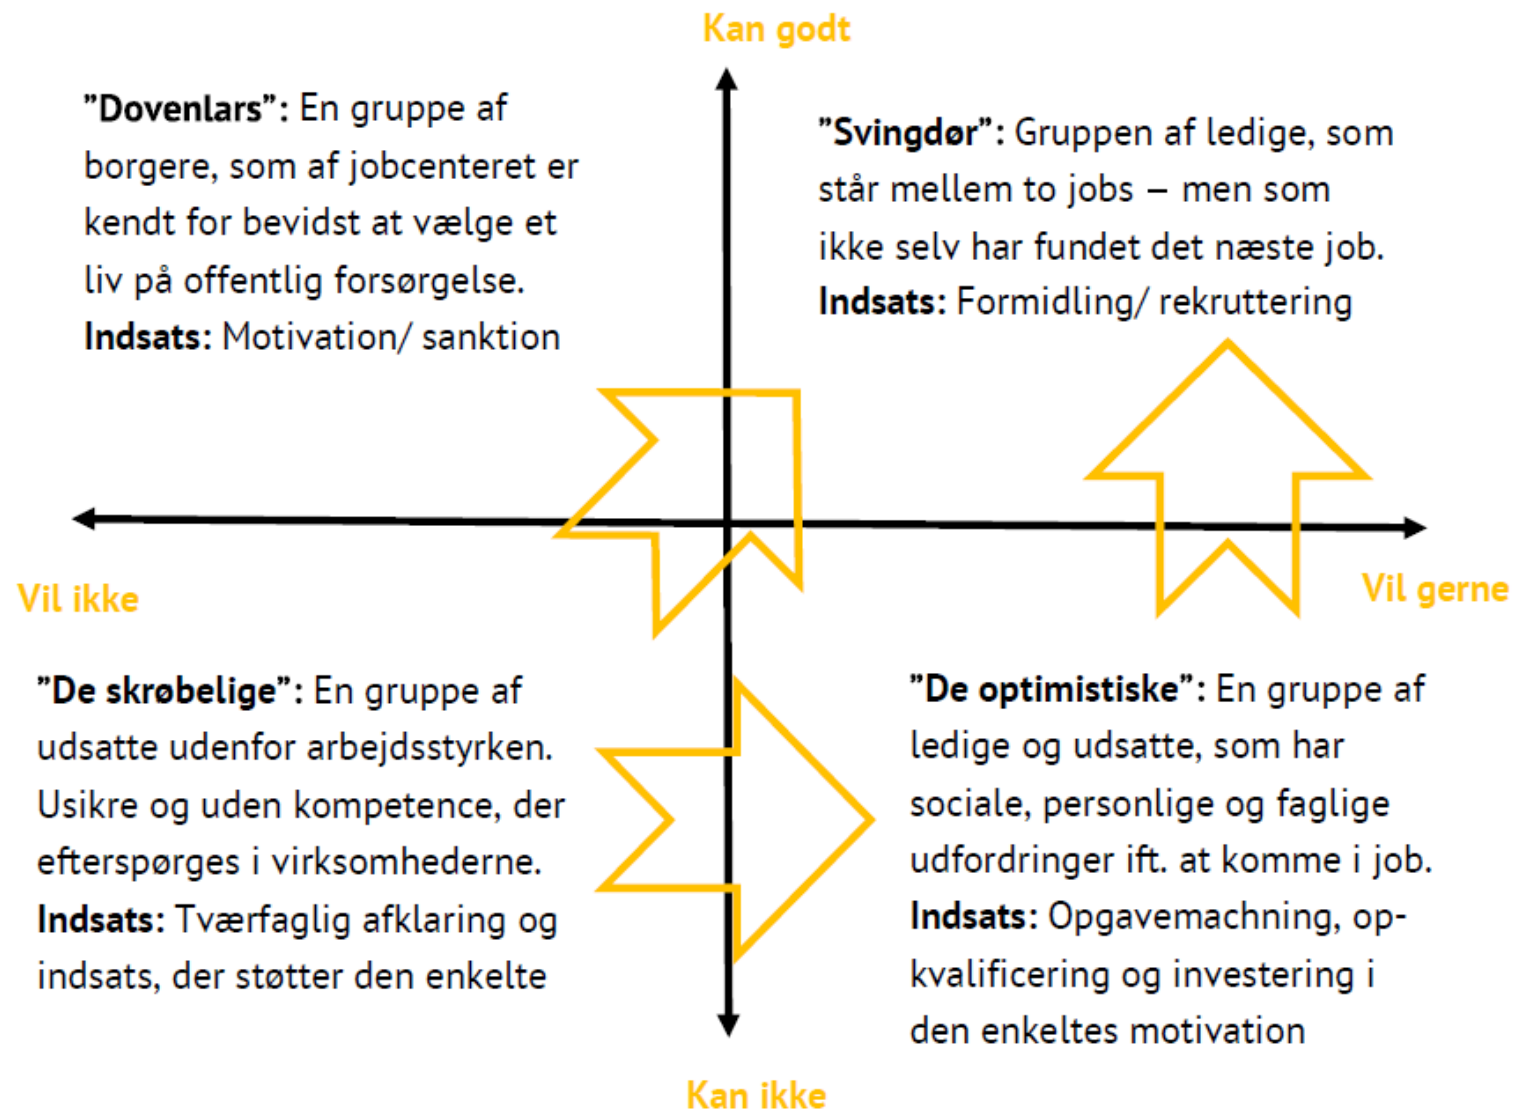 Kan godt
”Dovenlars”: En gruppe af
borgere, som af jobcenteret er
kendt for bevidst at vælge et
liv på offentlig forsørgelse.
Indsats: Motivation/ sanktion
”Svingdør”: Gruppen af ledige, som
står mellem to jobs – men som
ikke selv har fundet det næste job.
Indsats: Formidling/ rekruttering
Vil ikke
Vil gerne
”De skrøbelige”: En gruppe af
udsatte udenfor arbejdsstyrken.
Usikre og uden kompetence, der
efterspørges i virksomhederne.
Indsats: Tværfaglig afklaring og
indsats, der støtter den enkelte
”De optimistiske”: En gruppe af
ledige og udsatte, som har
sociale, personlige og faglige
udfordringer ift. at komme i job.
Indsats: Opgavemachning, op-
kvalificering og investering i
den enkeltes motivation
Kan ikke